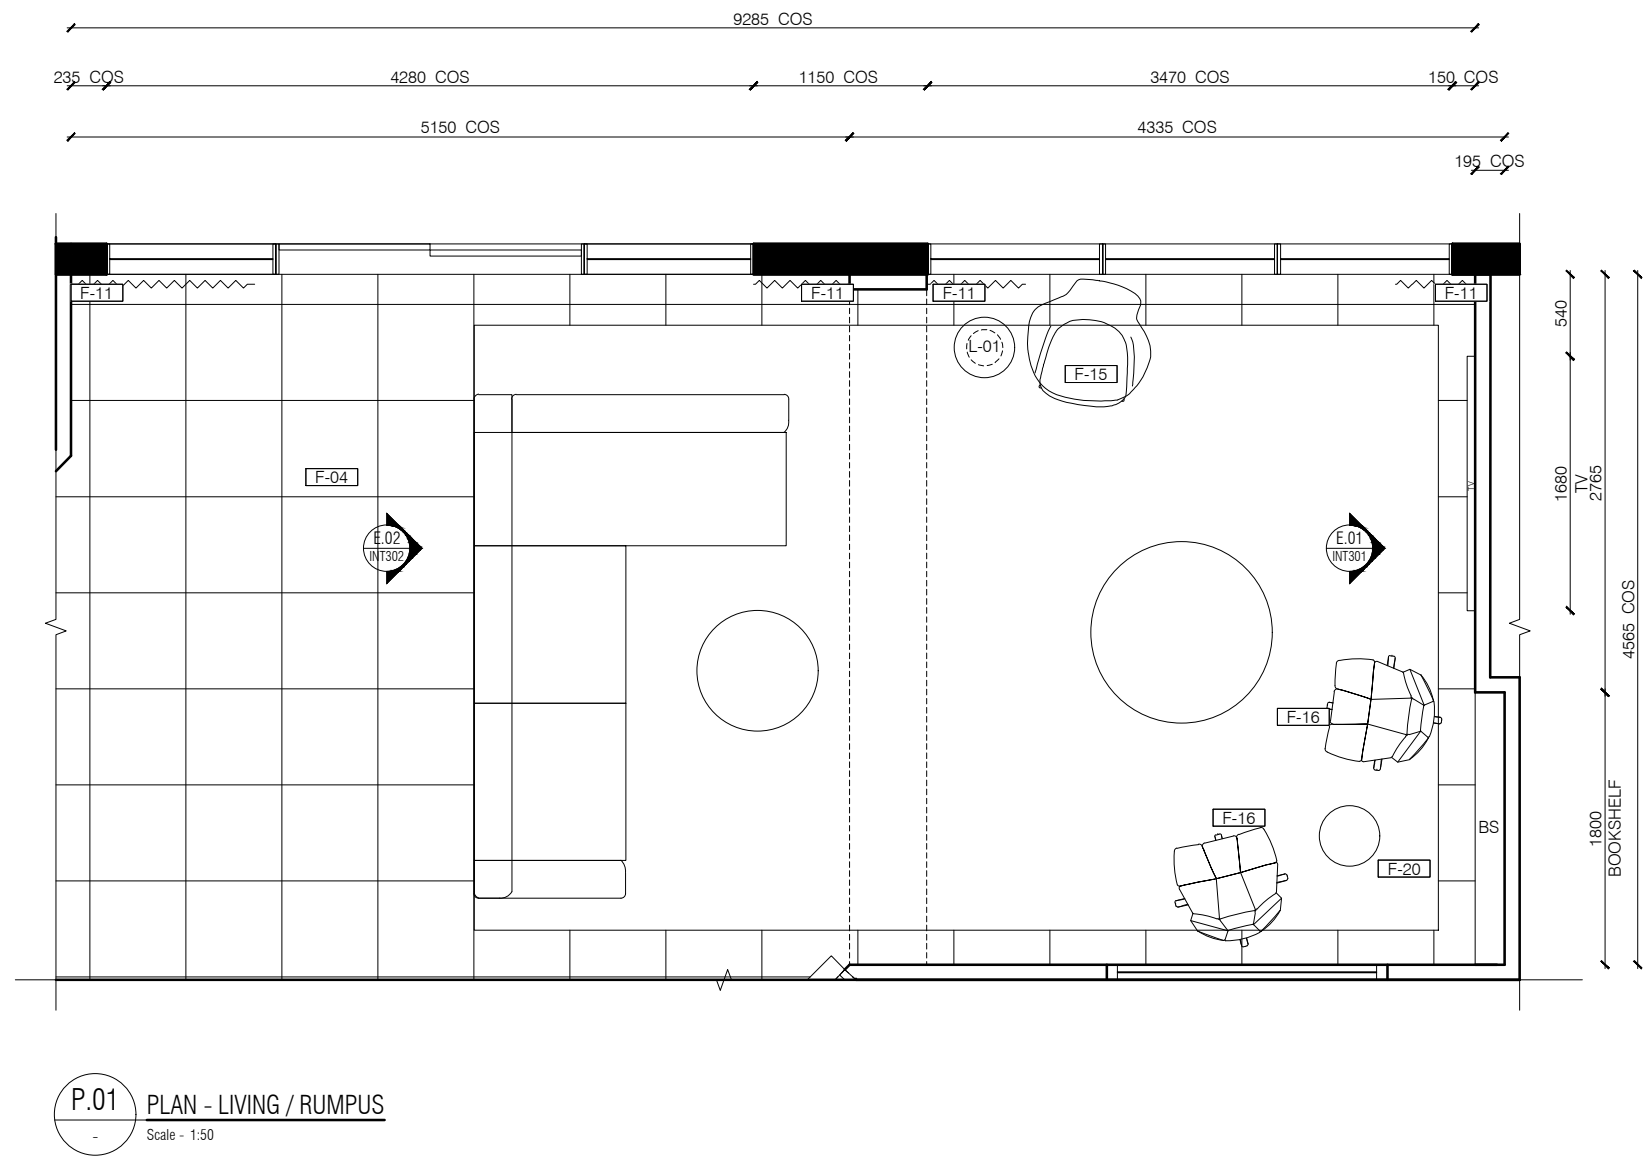 9285 COS
235 COS 4280 COS 1150 COS 3470 COS 150 COS
5150 COS 4335 COS
195 COS
F-11 F-11 F-11 F-11
540
L-01
F-15
F-04
1680
TV
2765
TV
E.02
INT302
E.01
INT301
4565 COS
F-16
F-16
BS
1800
BOOKSHELF
F-20
P.01
-
PLAN - LIVING / RUMPUS
Scale - 1:50